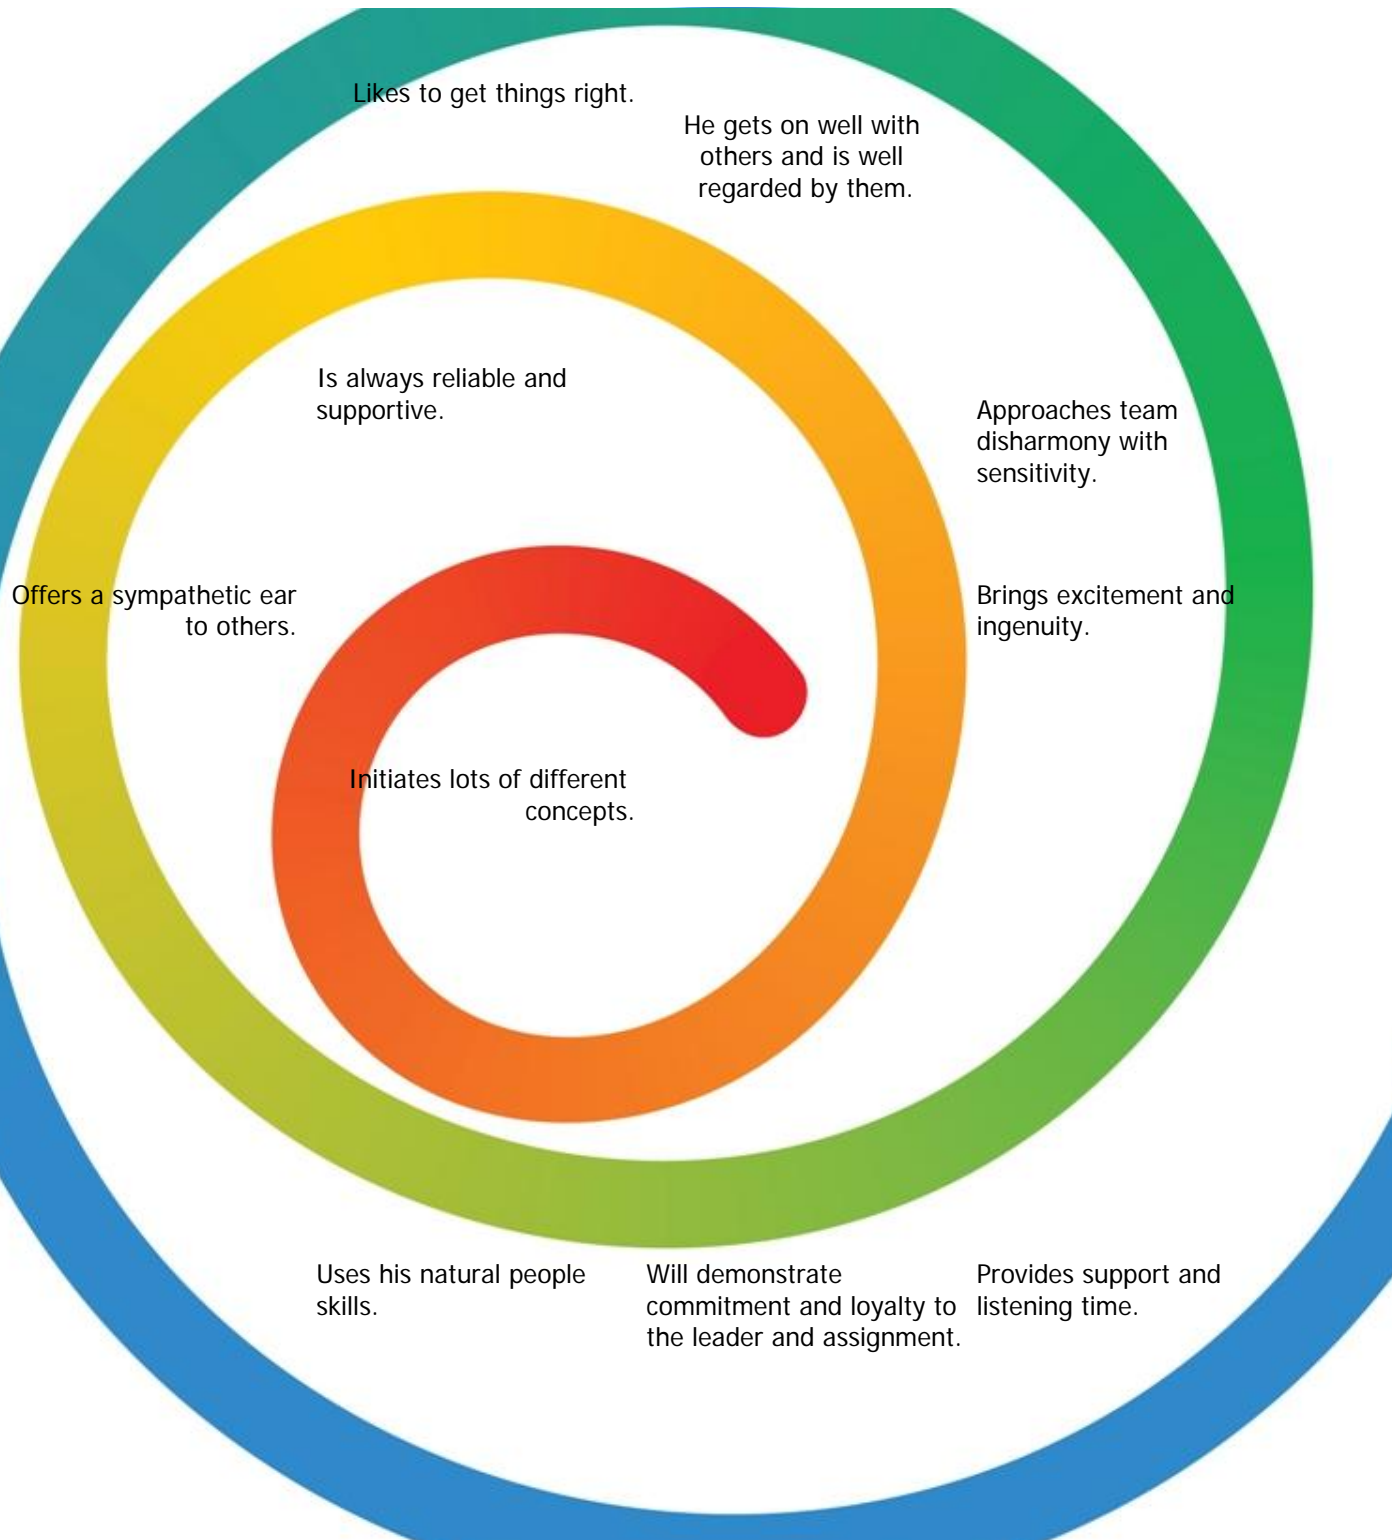 Likes to get things right.
He gets on well with
others and is well
regarded by them.
Is always reliable and
supportive.
Approaches team
disharmony with
sensitivity.
Offers a sympathetic ear
to others.
Brings excitement and
ingenuity.
Initiates lots of different
concepts.
Uses his natural people
skills.
Will demonstrate
commitment and loyalty to
the leader and assignment.
Provides support and
listening time.